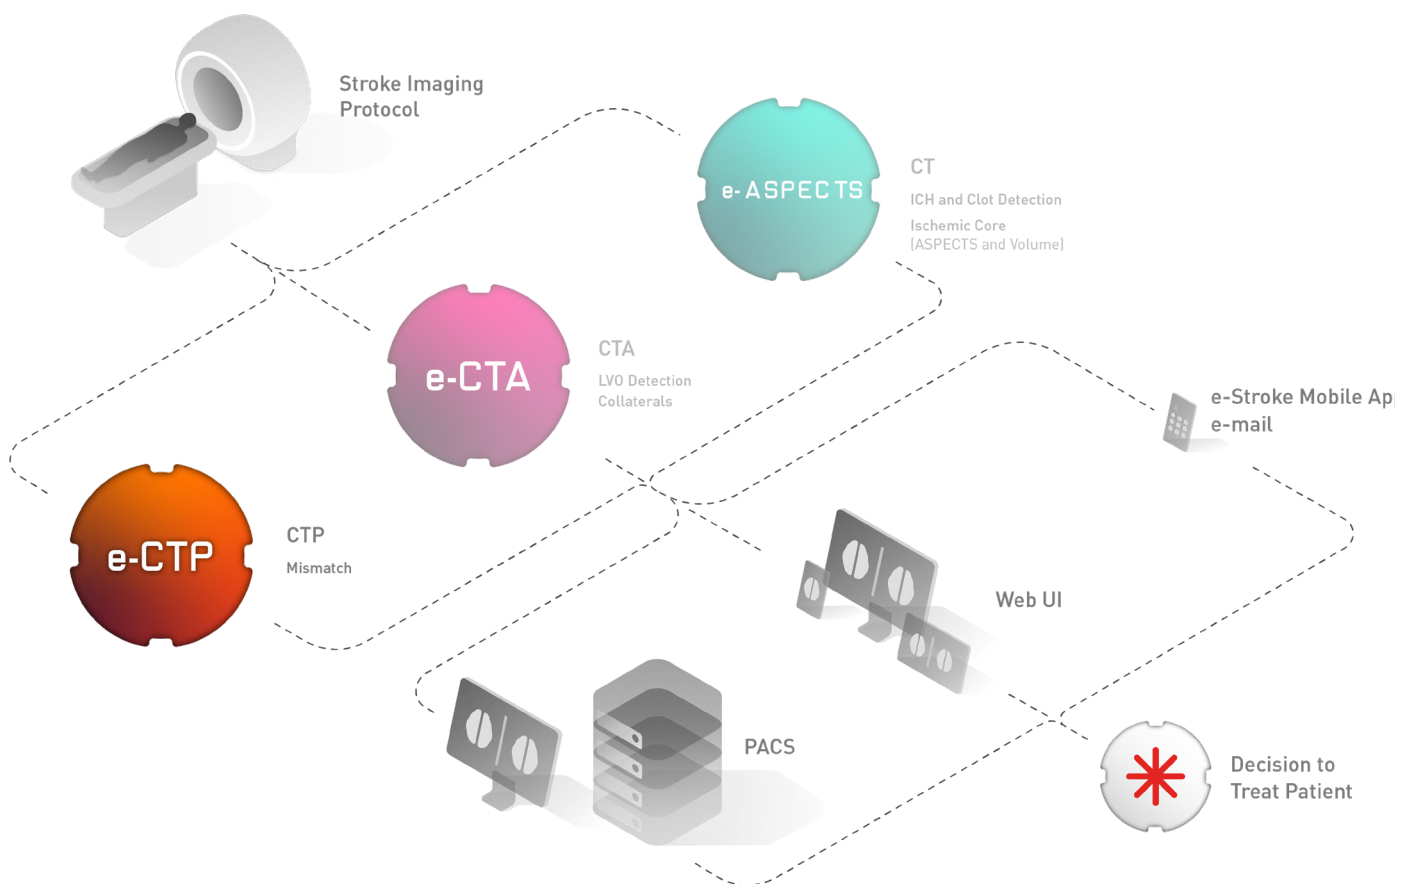 Stroke Imaging
Protocol
e-ASPECTS
CT
ICH and Clot Detection
Ischemic Core
(ASPECTS and Volume)
e-CTA
CTA
LVO Detection
Collaterals
e-Stroke Mobile Ap
e-mail
e-CTP
CTP
Mismatch
Web UI
PACS
Decision to
Treat Patient